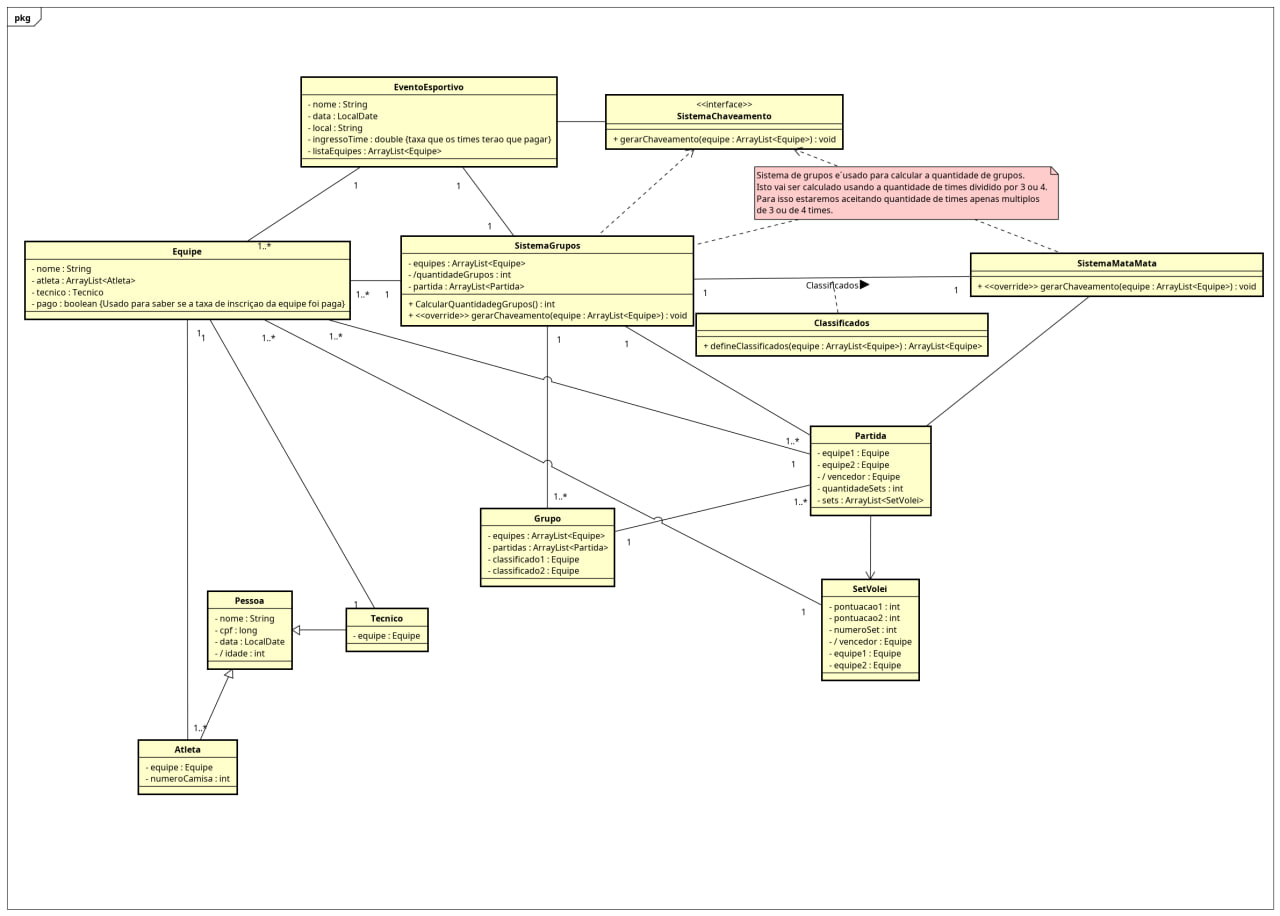 pkg
EventoEsportivo
- nome : String
- data : LocalDate
- local : String
- ingressoTime : double {taxa que os times terao que pagar}
- listaEquipes : ArrayList<Equipe>
<<interface>>
SistemaChaveamento
+ gerarChaveamento(equipe : ArrayList<Equipe>) : void
Sistema de grupos e´usado para calcular a quantidade de grupos.
Isto vai ser calculado usando a quantidade de times dividido por 3 ou 4.
Para isso estaremos aceitando quantidade de times apenas multiplos
de 3 ou de 4 times.
1
1
1
1..*
Equipe
- nome : String
- atleta : ArrayList<Atleta>
- tecnico : Tecnico
- pago : boolean {Usado para saber se a taxa de inscriçao da equipe foi paga}
1..*
1
SistemaGrupos
- equipes : ArrayList<Equipe>
- /quantidadeGrupos : int
- partida : ArrayList<Partida>
+ CalcularQuantidadegGrupos() : int
+ <<override>> gerarChaveamento(equipe : ArrayList<Equipe>) : void
1
Classificados
1
SistemaMataMata
+ <<override>> gerarChaveamento(equipe : ArrayList<Equipe>) : void
Classificados
+ defineClassificados(equipe : ArrayList<Equipe>) : ArrayList<Equipe>
1
1
1..*
1..*
1
1
1..*
1
Partida
- equipe1 : Equipe
- equipe2 : Equipe
- / vencedor : Equipe
- quantidadeSets : int
- sets : ArrayList<SetVolei>
1..*
1..*
1
Grupo
- equipes : ArrayList<Equipe>
- partidas : ArrayList<Partida>
- classificado1 : Equipe
- classificado2 : Equipe
1
SetVolei
- pontuacao1 : int
- pontuacao2 : int
- numeroSet : int
- / vencedor : Equipe
- equipe1 : Equipe
- equipe2 : Equipe
Pessoa
- nome : String
- cpf : long
- data : LocalDate
- / idade : int
1
Tecnico
- equipe : Equipe
1..*
Atleta
- equipe : Equipe
- numeroCamisa : int